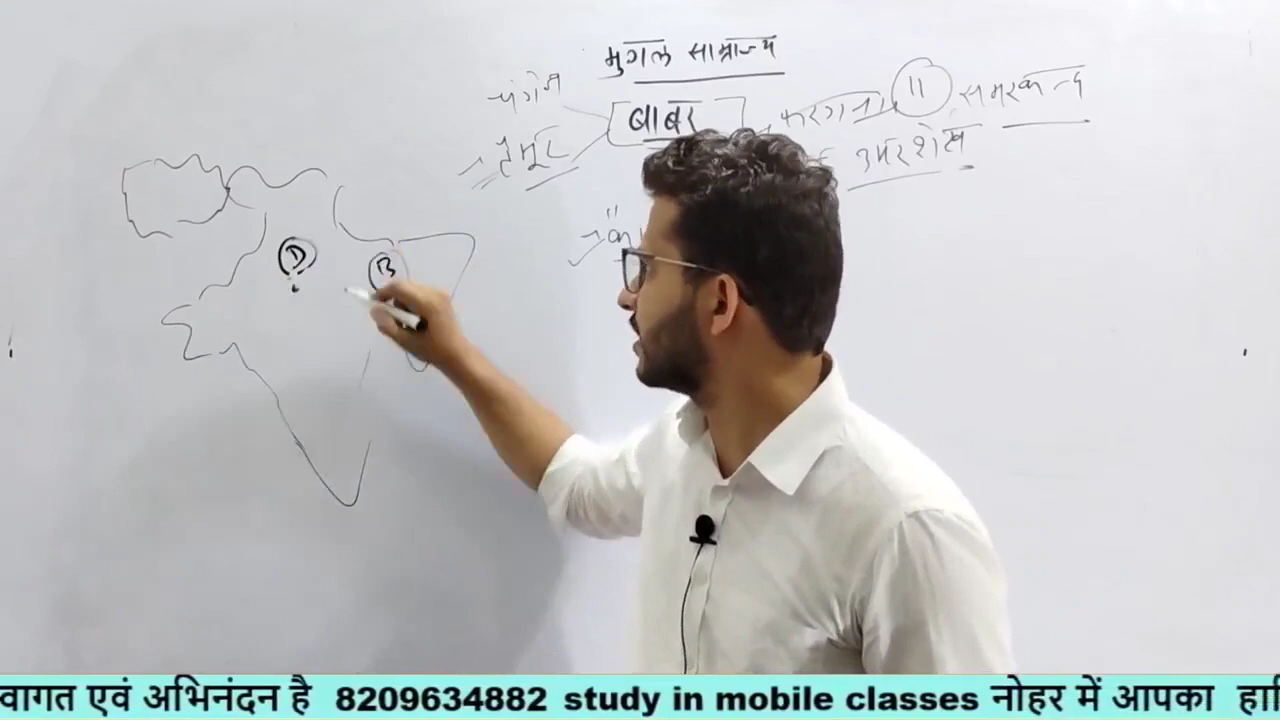 मुगल साम्राज्य
चंगेज
बाबर
फरगना 11 समरकन्द
तैमूर
उमरशेख
D
B
वागत एवं अभिनंदन है 8209634882 study in mobile classes नोहर में आपका हार्